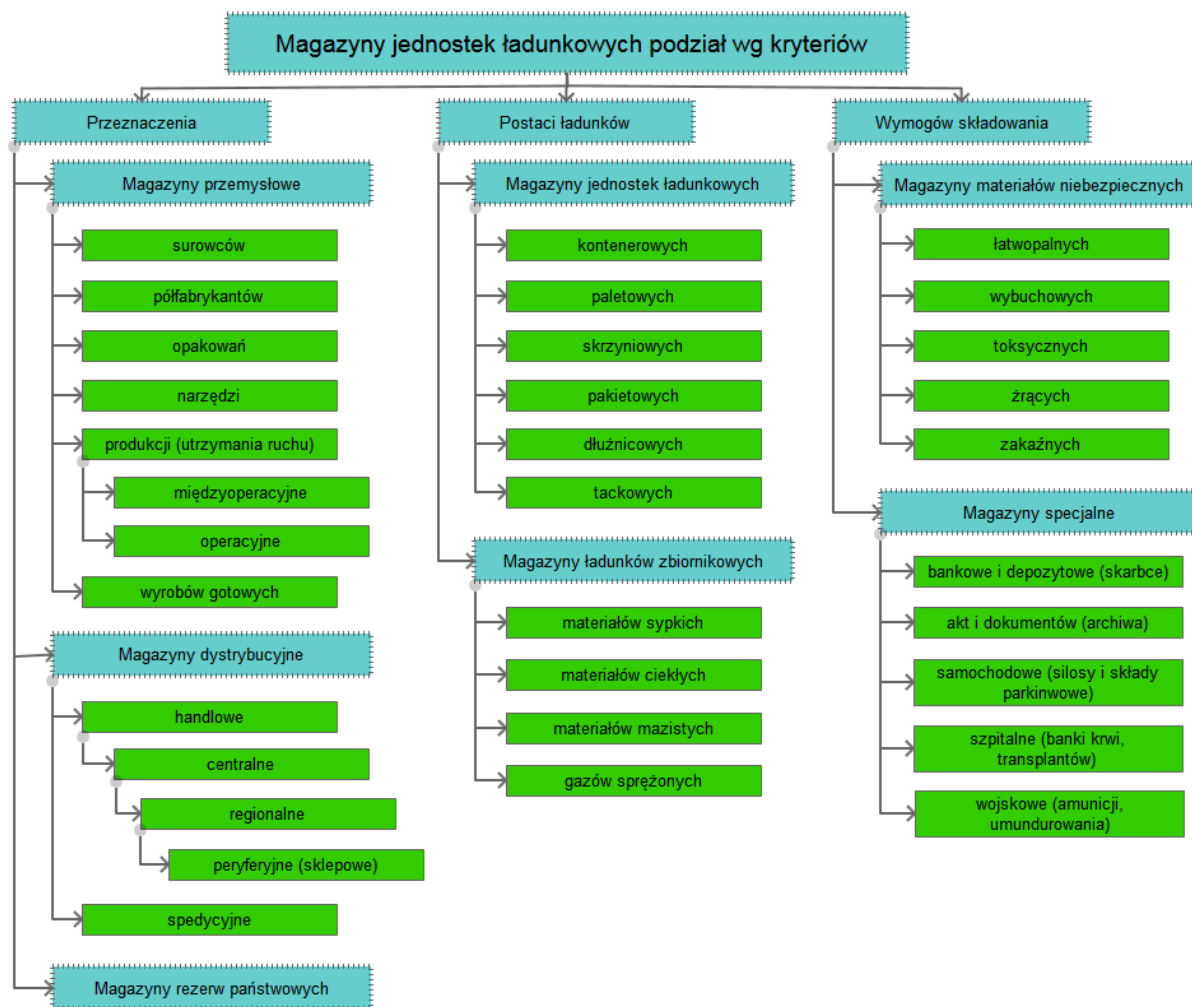 Magazyny jednostek ładunkowych podział wg kryteriów
Przeznaczenia
Magazyny przemysłowe
surowców
półfabrykantów
opakowań
narzędzi
produkcji (utrzymania ruchu)
międzyoperacyjne
operacyjne
wyrobów gotowych
Magazyny dystrybucyjne
handlowe
centralne
regionalne
peryferyjne (sklepowe)
spedycyjne
Magazyny rezerw państwowych
Postaci ładunków
Magazyny jednostek ładunkowych
kontenerowych
paletowych
skrzyniowych
pakietowych
dłużnicowych
tackowych
Magazyny ładunków zbiornikowych
materiałów sypkich
materiałów ciekłych
materiałów mazistych
gazów sprężonych
Wymogów składowania
Magazyny materiałów niebezpiecznych
łatwopalnych
wybuchowych
toksycznych
żrących
zakaźnych
Magazyny specjalne
bankowe i depozytowe (skarbce)
akt i dokumentów (archiwa)
samochodowe (silosy i składy
parkinwowe)
szpitalne (banki krwi,
transplantów)
wojskowe (amunicji,
umundurowania)